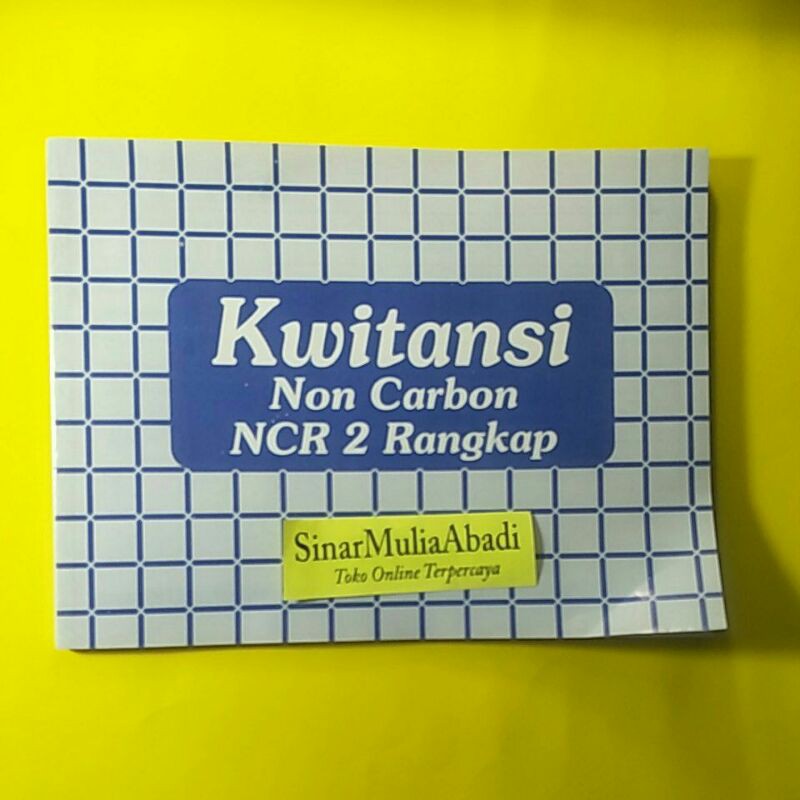 Kwitansi
Non Carbon
NCR 2 Rangkap
SinarMuliaAbadi
Toko Online Terpercaya